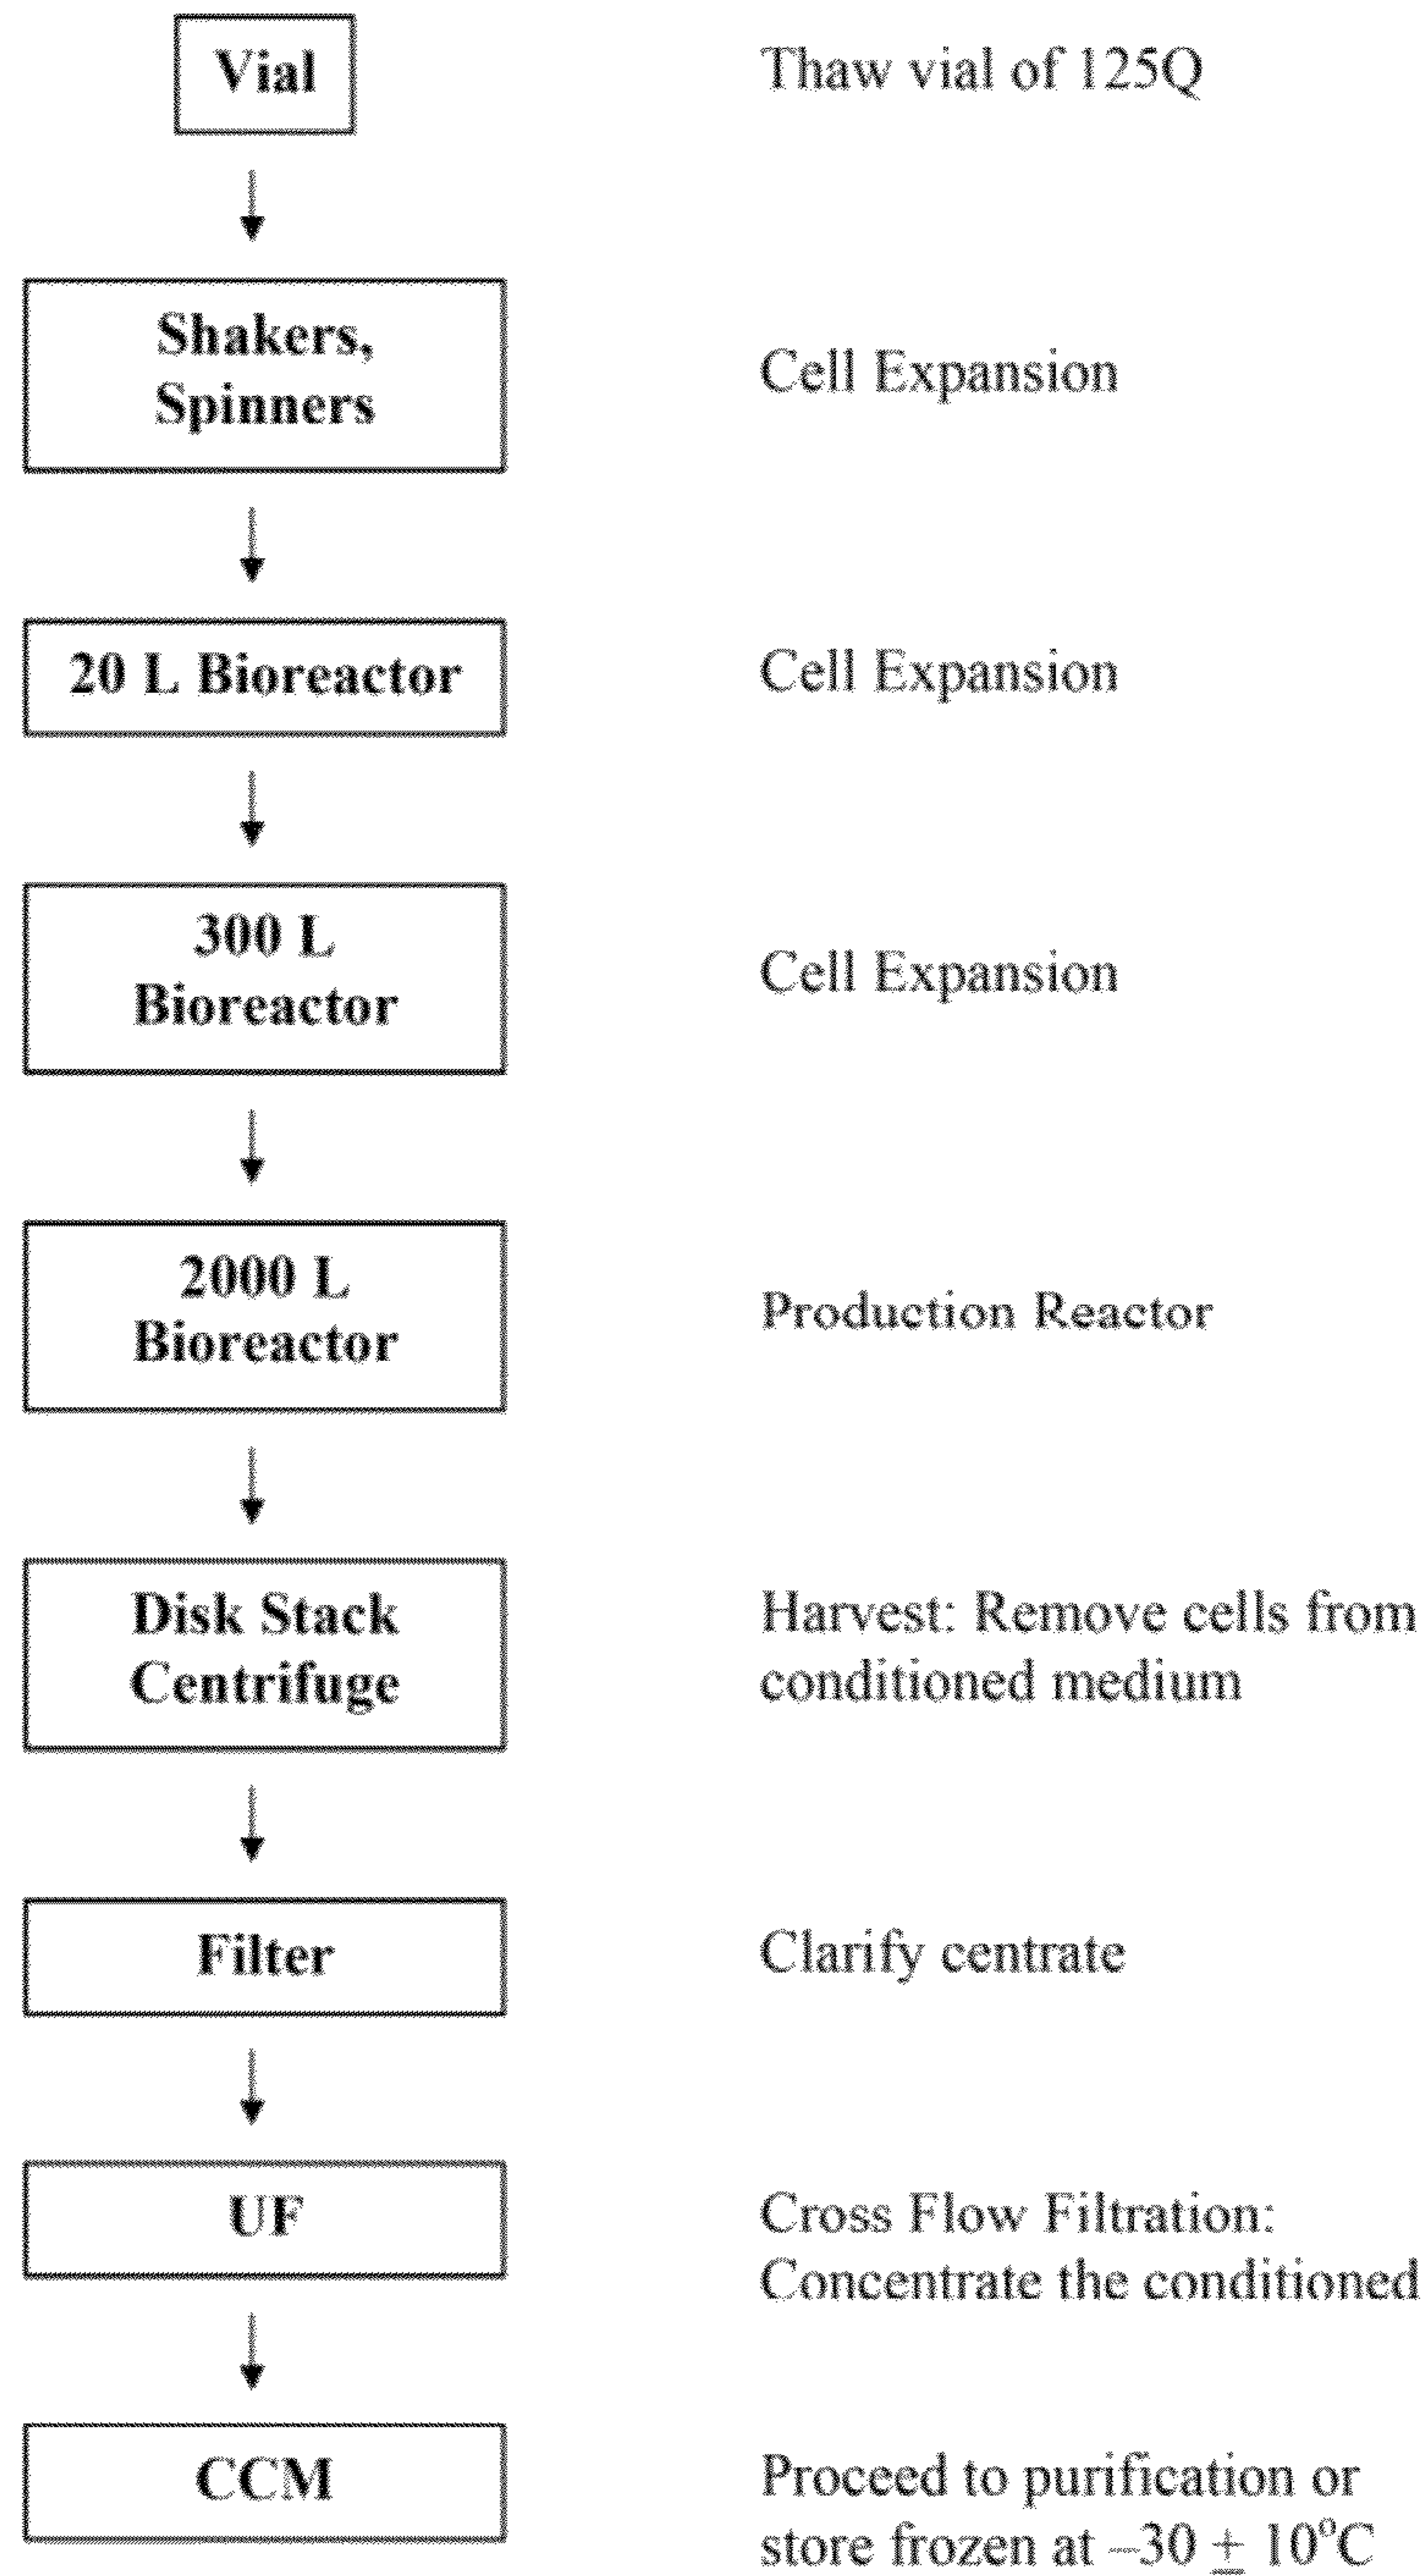 Vial
Thaw vial of 125Q
Shakers,
Spinners
Cell Expansion
20 L Bioreactor
Cell Expansion
300 L
Bioreactor
Cell Expansion
2000 L
Bioreactor
Production Reactor
Disk Stack
Centrifuge
Harvest: Remove cells from
conditioned medium
Filter
Clarify centrate
UF
Cross Flow Filtration:
Concentrate the conditioned
CCM
Proceed to purification or
store frozen at –30 ± 10°C